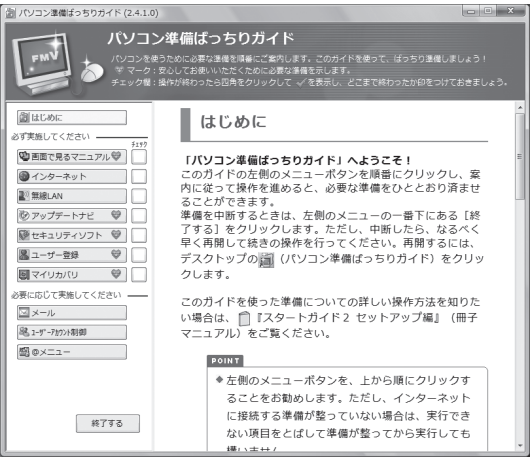 パソコン準備ばっちりガイド (2.4.1.0)
FMV
パソコン準備ばっちりガイド
パソコンを使うために必要な準備を順番にご案内します。このガイドを使って、ばっちり準備しましょう!
マーク:安心してお使いいただくために必要な準備を示します。
チェック欄:操作が終わったら四角をクリックして ✓ を表示し、どこまで終わったか印をつけておきましょう。
はじめに
必ず実施してください
チェック
画面で見るマニュアル
インターネット
無線LAN
アップデートナビ
セキュリティソフト
ユーザー登録
マイリカバリ
必要に応じて実施してください
メール
ユーザーアカウント制御
@メニュー
終了する
はじめに
「パソコン準備ばっちりガイド」へようこそ!
このガイドの左側のメニューボタンを順番にクリックし、案
内に従って操作を進めると、必要な準備をひととおり済ませ
ることができます。
準備を中断するときは、左側のメニューの一番下にある [終
了する] をクリックします。ただし、中断したら、なるべく
早く再開して続きの操作を行ってください。再開するには、
デスクトップの (パソコン準備ばっちりガイド) をクリッ
クします。
このガイドを使った準備についての詳しい操作方法を知りた
い場合は、『スタートガイド2 セットアップ編』 (冊子
マニュアル) をご覧ください。
POINT
◆左側のメニューボタンを、上から順にクリックす
ることをお勧めします。ただし、インターネット
に接続する準備が整っていない場合は、実行でき
ない項目をとばして準備が整ってから実行しても
構いません